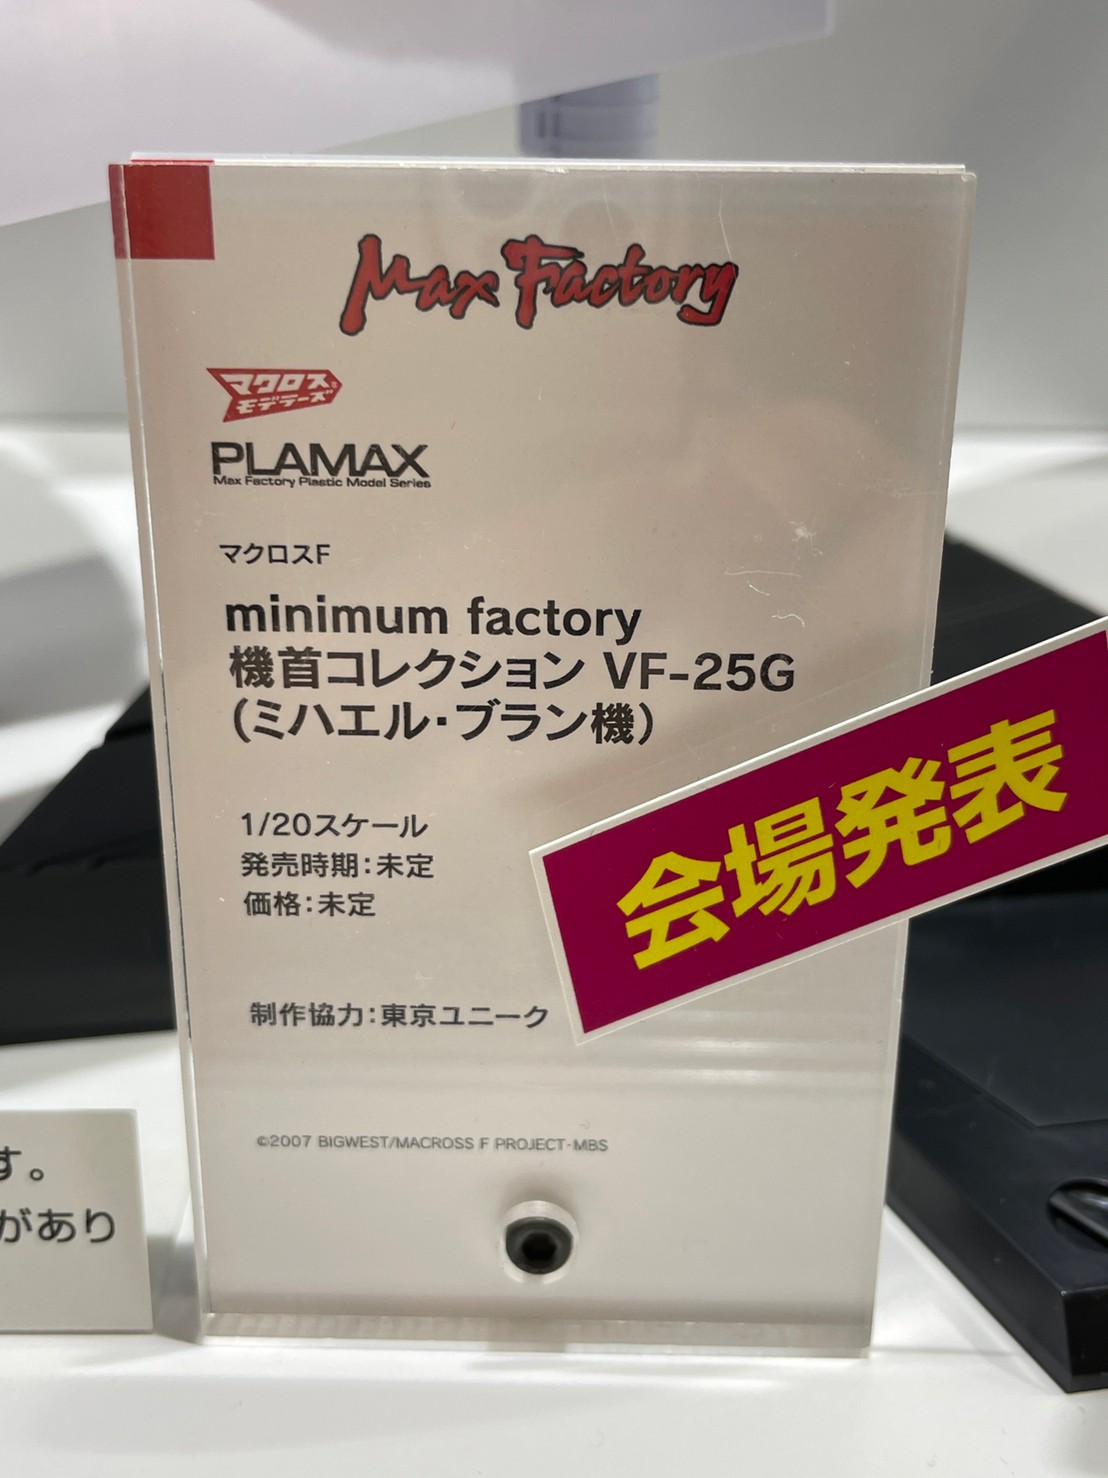 Max Factory
マクロス
モデラーズ
PLAMAX
Max Factory Plastic Model Series
マクロスF
minimum factory
機首コレクション VF-25G
(ミハエル・ブラン機)
1/20スケール
発売時期：未定
価格：未定
会場発表
制作協力：東京ユニーク
©2007 BIGWEST/MACROSS F PROJECT・MBS
す。
があり